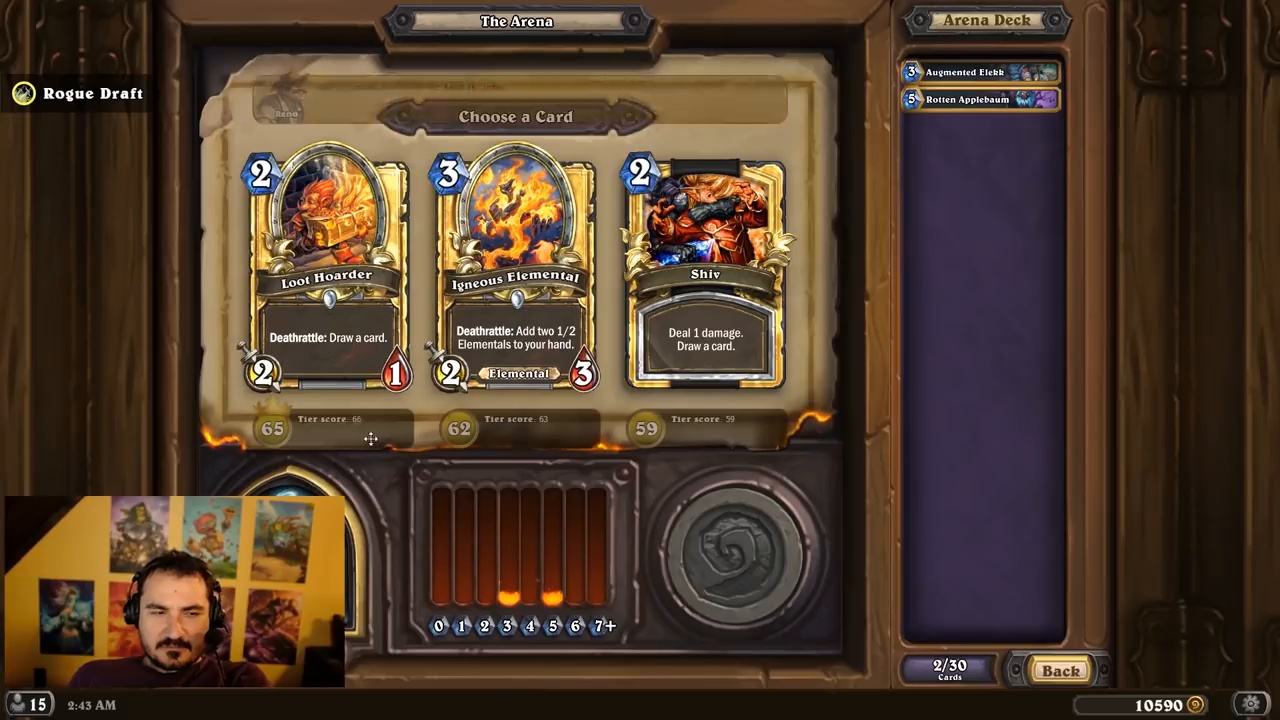 The Arena
Arena Deck
Rogue Draft
3 Augmented Elekk
5 Rotten Applebaum
Reno
Choose a Card
2
Loot Hoarder
Deathrattle: Draw a card.
2
1
3
Igneous Elemental
Deathrattle: Add two 1/2
Elementals to your hand.
2
Elemental
3
2
Shiv
Deal 1 damage.
Draw a card.
65
Tier score: 66
62
Tier score: 63
59
Tier score: 59
0 1 2 3 4 5 6 7+
2/30
Cards
Back
15
2:43 AM
10590